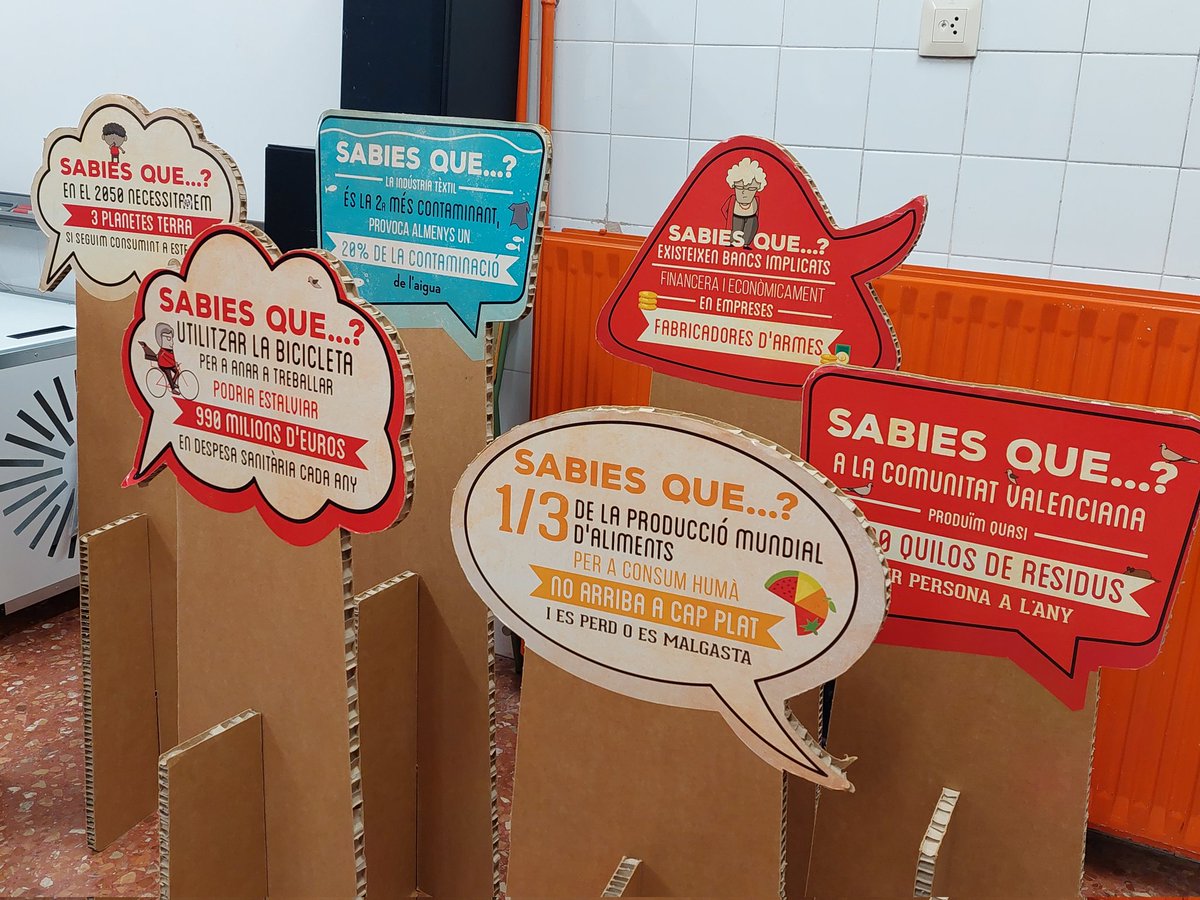 SABIES QUE...?
EN EL 2050 NECESSITAREM
3 PLANETES TERRA
SI SEGUIM CONSUMINT A ESTE
SABIES QUE...?
LA INDÚSTRIA TÈXTIL
ÉS LA 2a MÉS CONTAMINANT,
PROVOCA ALMENYS UN
20% DE LA CONTAMINACIÓ
de l'aigua
SABIES QUE...?
EXISTEIXEN BANCS IMPLICATS
FINANCERA I ECONÒMICAMENT
EN EMPRESES
FABRICADORES D'ARMES
SABIES QUE...?
UTILITZAR LA BICICLETA
PER A ANAR A TREBALLAR
PODRIA ESTALVIAR
990 MILIONS D'EUROS
EN DESPESA SANITÀRIA CADA ANY
SABIES QUE...?
1/3 DE LA PRODUCCIÓ MUNDIAL
D'ALIMENTS
PER A CONSUM HUMÀ
NO ARRIBA A CAP PLAT
I ES PERD O ES MALGASTA
SABIES QUE...?
A LA COMUNITAT VALENCIANA
PRODUÏM QUASI
0 QUILOS DE RESIDUS
R PERSONA A L'ANY